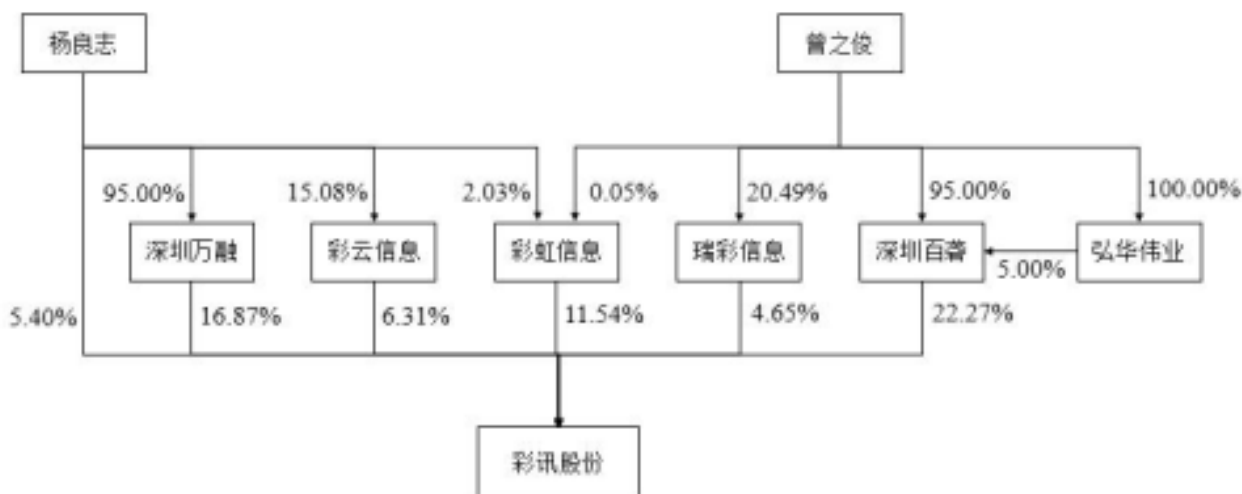 杨良志
曾之俊
95.00%
15.08%
2.03%
0.05%
20.49%
95.00%
100.00%
深圳万融
彩云信息
彩虹信息
瑞彩信息
深圳百砻
弘华伟业
5.00%
5.40%
16.87%
6.31%
11.54%
4.65%
22.27%
彩讯股份